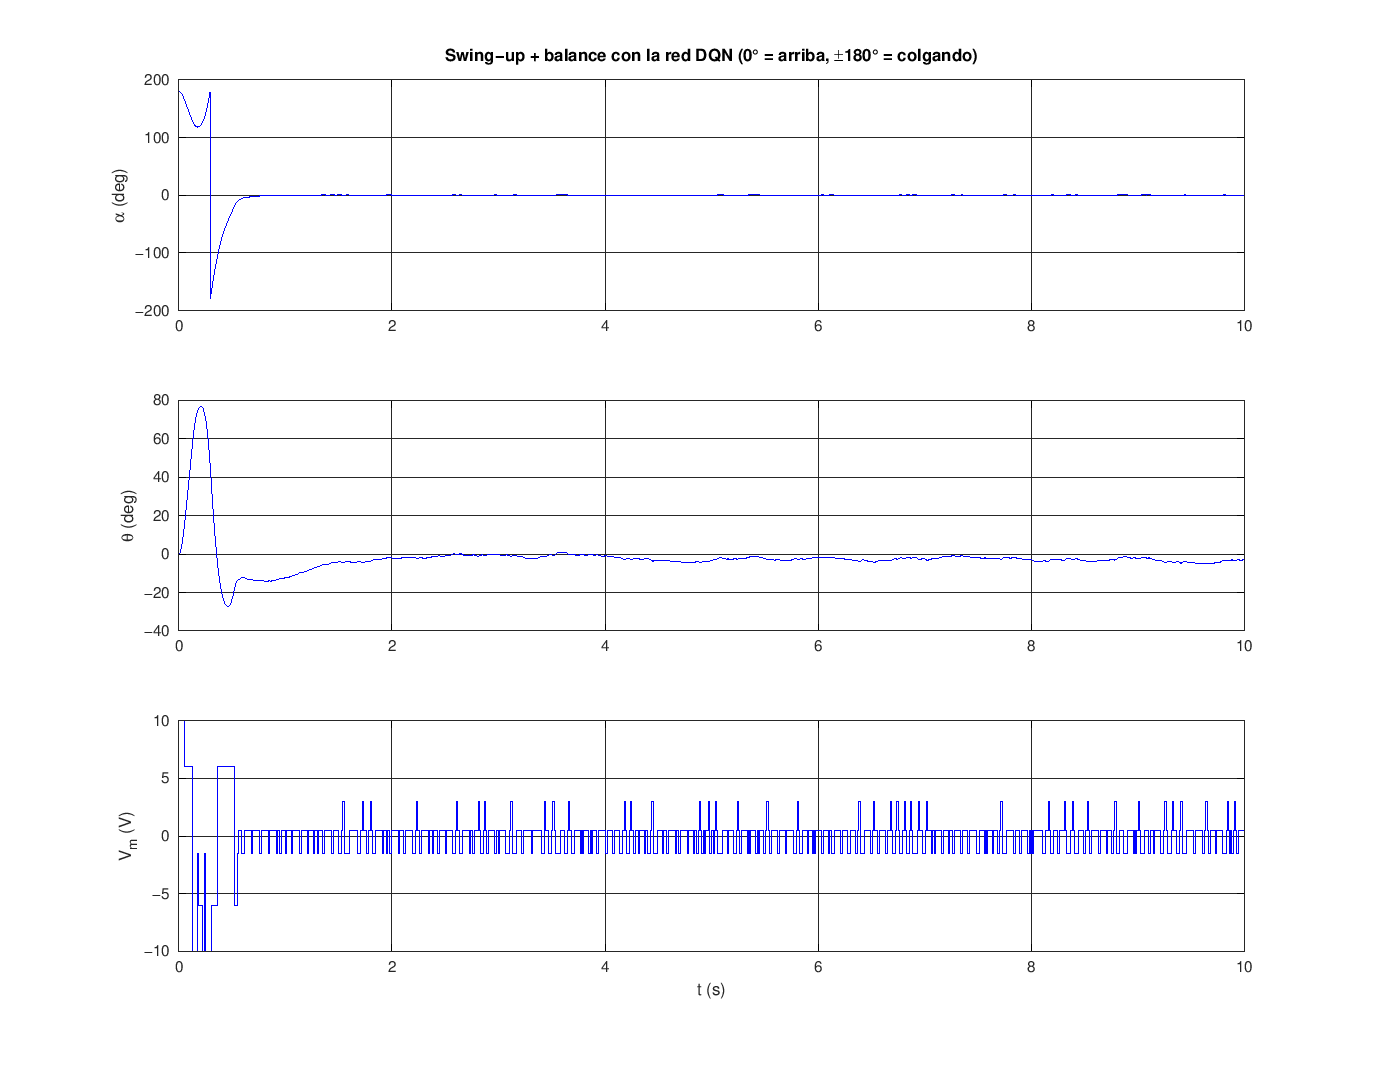 Swing−up + balance con la red DQN (0° = arriba, ±180° = colgando)
200
100
0
−100
−200
α (deg)
0 2 4 6 8 10
80
60
40
20
0
−20
−40
θ (deg)
0 2 4 6 8 10
10
5
0
−5
−10
Vm (V)
0 2 4 6 8 10
t (s)